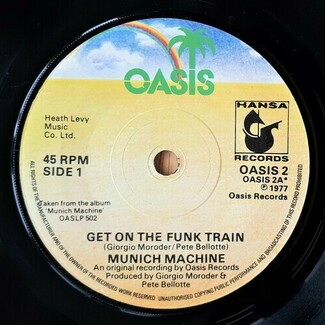 OASIS
Heath Levy
Music
Co. Ltd.
HANSA
RECORDS
45 RPM
SIDE 1
OASIS 2
OASIS 2A*
℗ 1977
Oasis Records
Taken from the album
'Munich Machine'
OASLP 502
GET ON THE FUNK TRAIN
(Giorgio Moroder/Pete Bellotte)
MUNICH MACHINE
An original recording by Oasis Records
Produced by Giorgio Moroder &
Pete Bellotte
ALL RIGHTS OF THE MANUFACTURER AND OF THE OWNER OF THE RECORDED WORK RESERVED UNAUTHORISED COPYING PUBLIC PERFORMANCE AND BROADCASTING OF THIS RECORD PROHIBITED